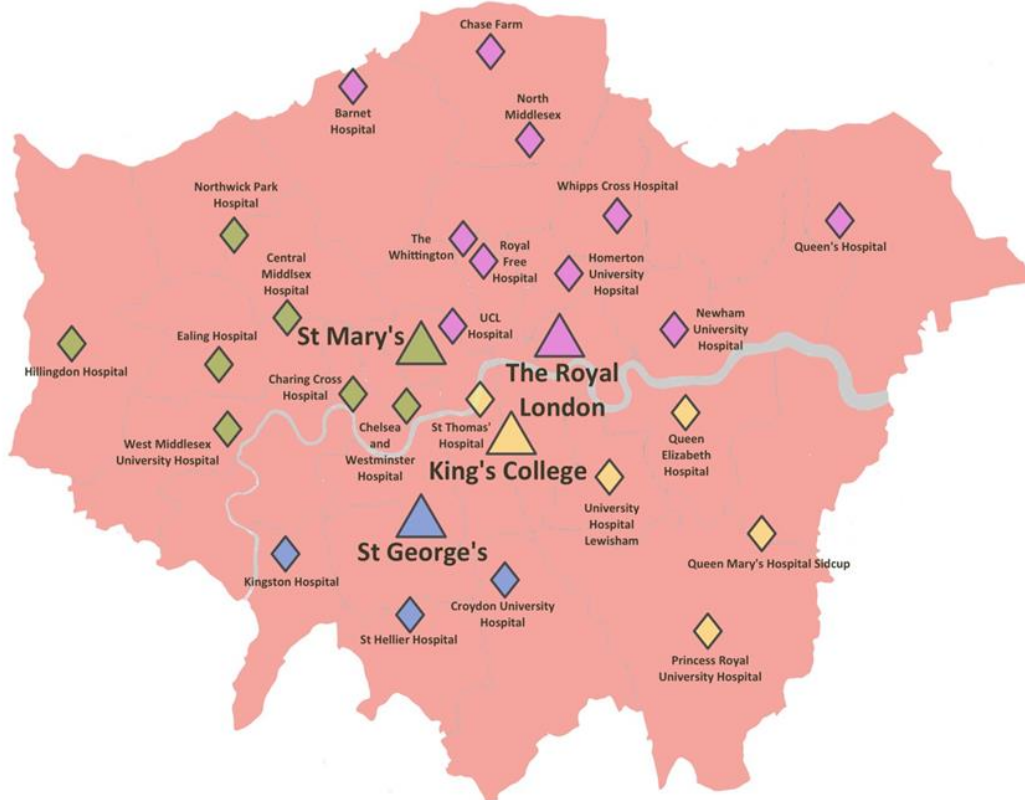 Chase Farm
Barnet
Hospital
North
Middlesex
Northwick Park
Hospital
Whipps Cross Hospital
The
Whittington
Royal
Free
Hospital
Homerton
University
Hopsital
Queen's Hospital
Central
Middlsex
Hospital
Hillingdon Hospital
Ealing Hospital
St Mary's
UCL
Hospital
The Royal
London
Newham
University
Hospital
Charing Cross
Hospital
Chelsea
and
Westminster
Hospital
West Middlesex
University Hospital
St Thomas'
Hospital
King's College
Queen
Elizabeth
Hospital
University
Hospital
Lewisham
St George's
Kingston Hospital
Croydon University
Hospital
St Hellier Hospital
Queen Mary's Hospital Sidcup
Princess Royal
University Hospital